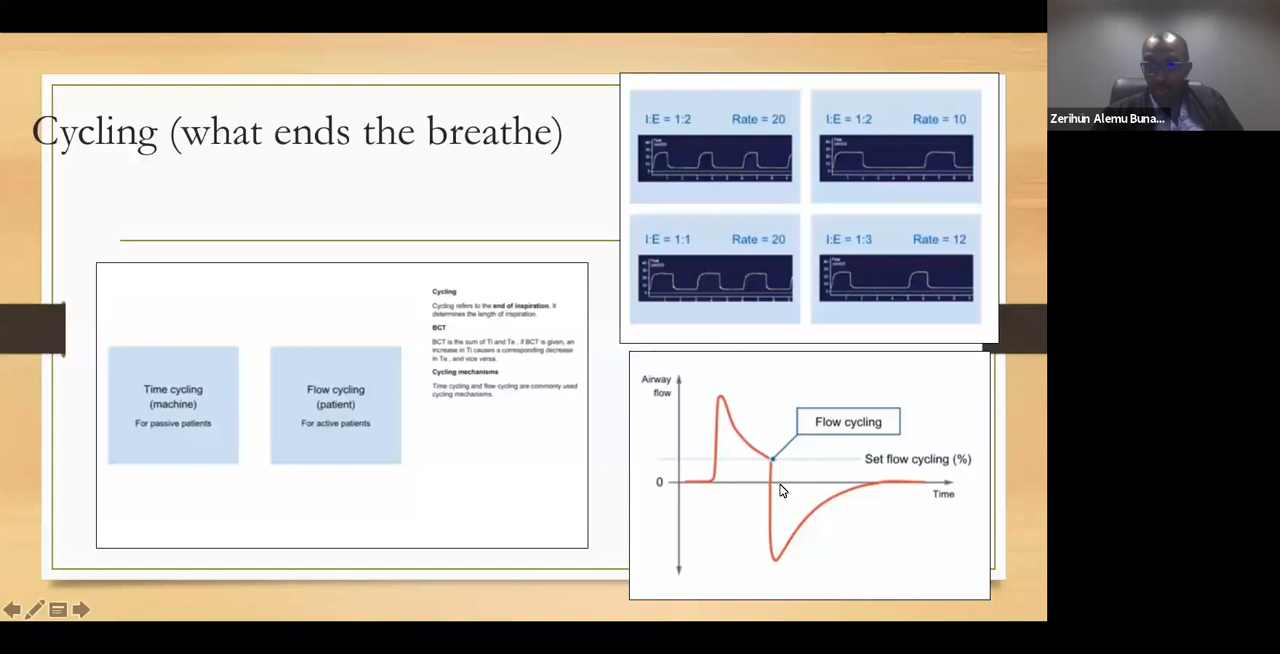 Cycling (what ends the breathe)
Cycling
Cycling refers to the end of inspiration. It
determines the length of inspiration.
BCT
BCT is the sum of Ti and Te , if BCT is given, an
increase in Ti causes a corresponding decrease
in Te , and vice versa.
Cycling mechanisms
Time cycling and flow cycling are commonly used
cycling mechanisms.
Time cycling
(machine)
For passive patients
Flow cycling
(patient)
For active patients
I:E = 1:2 Rate = 20
I:E = 1:2 Rate = 10
I:E = 1:1 Rate = 20
I:E = 1:3 Rate = 12
Airway
flow
Flow cycling
Set flow cycling (%)
0
Time
Zerihun Alemu Buna...